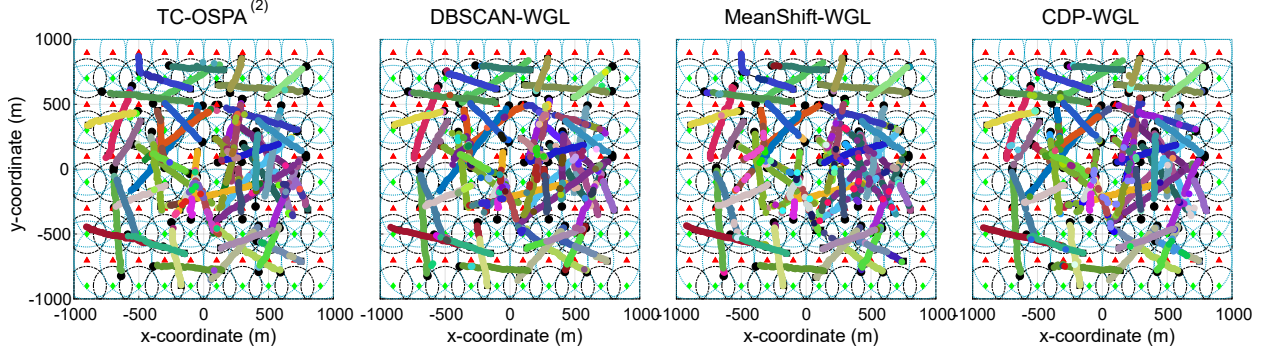 TC-OSPA (2) DBSCAN-WGL MeanShift-WGL CDP-WGL
1000
500
0
-500
-1000
y-coordinate (m)
-1000 -500 0 500 1000 -1000 -500 0 500 1000 -1000 -500 0 500 1000 -1000 -500 0 500 1000
x-coordinate (m) x-coordinate (m) x-coordinate (m) x-coordinate (m)